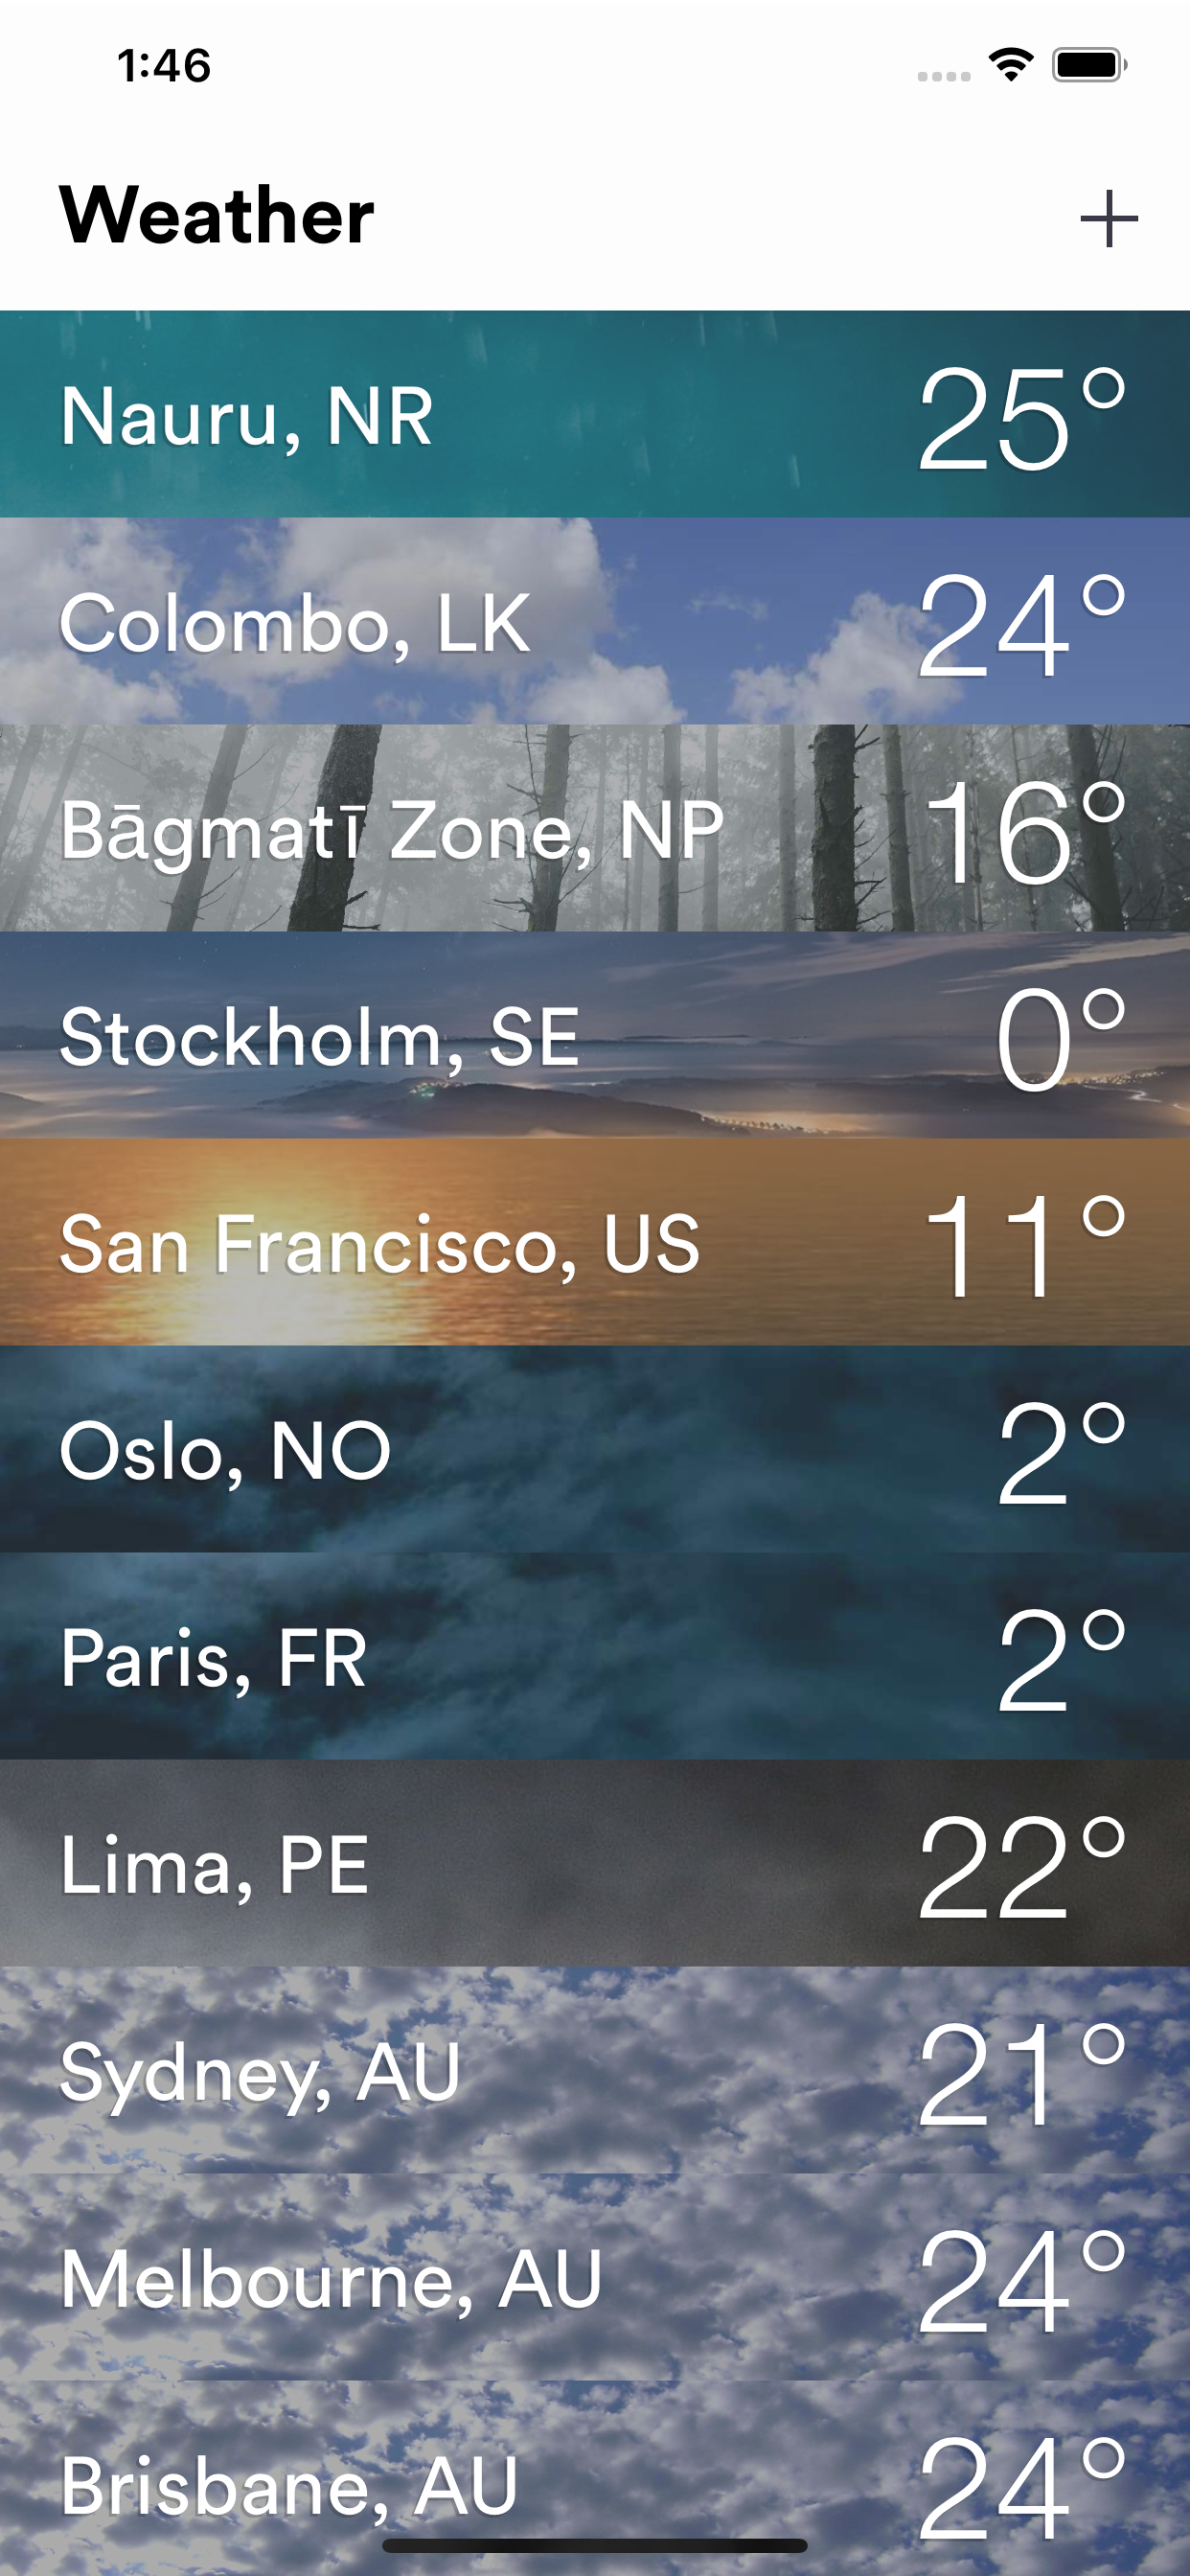 1:46
Weather
Nauru, NR 25°
Colombo, LK 24°
Bāgmatī Zone, NP 16°
Stockholm, SE 0°
San Francisco, US 11°
Oslo, NO 2°
Paris, FR 2°
Lima, PE 22°
Sydney, AU 21°
Melbourne, AU 24°
Brisbane, AU 24°